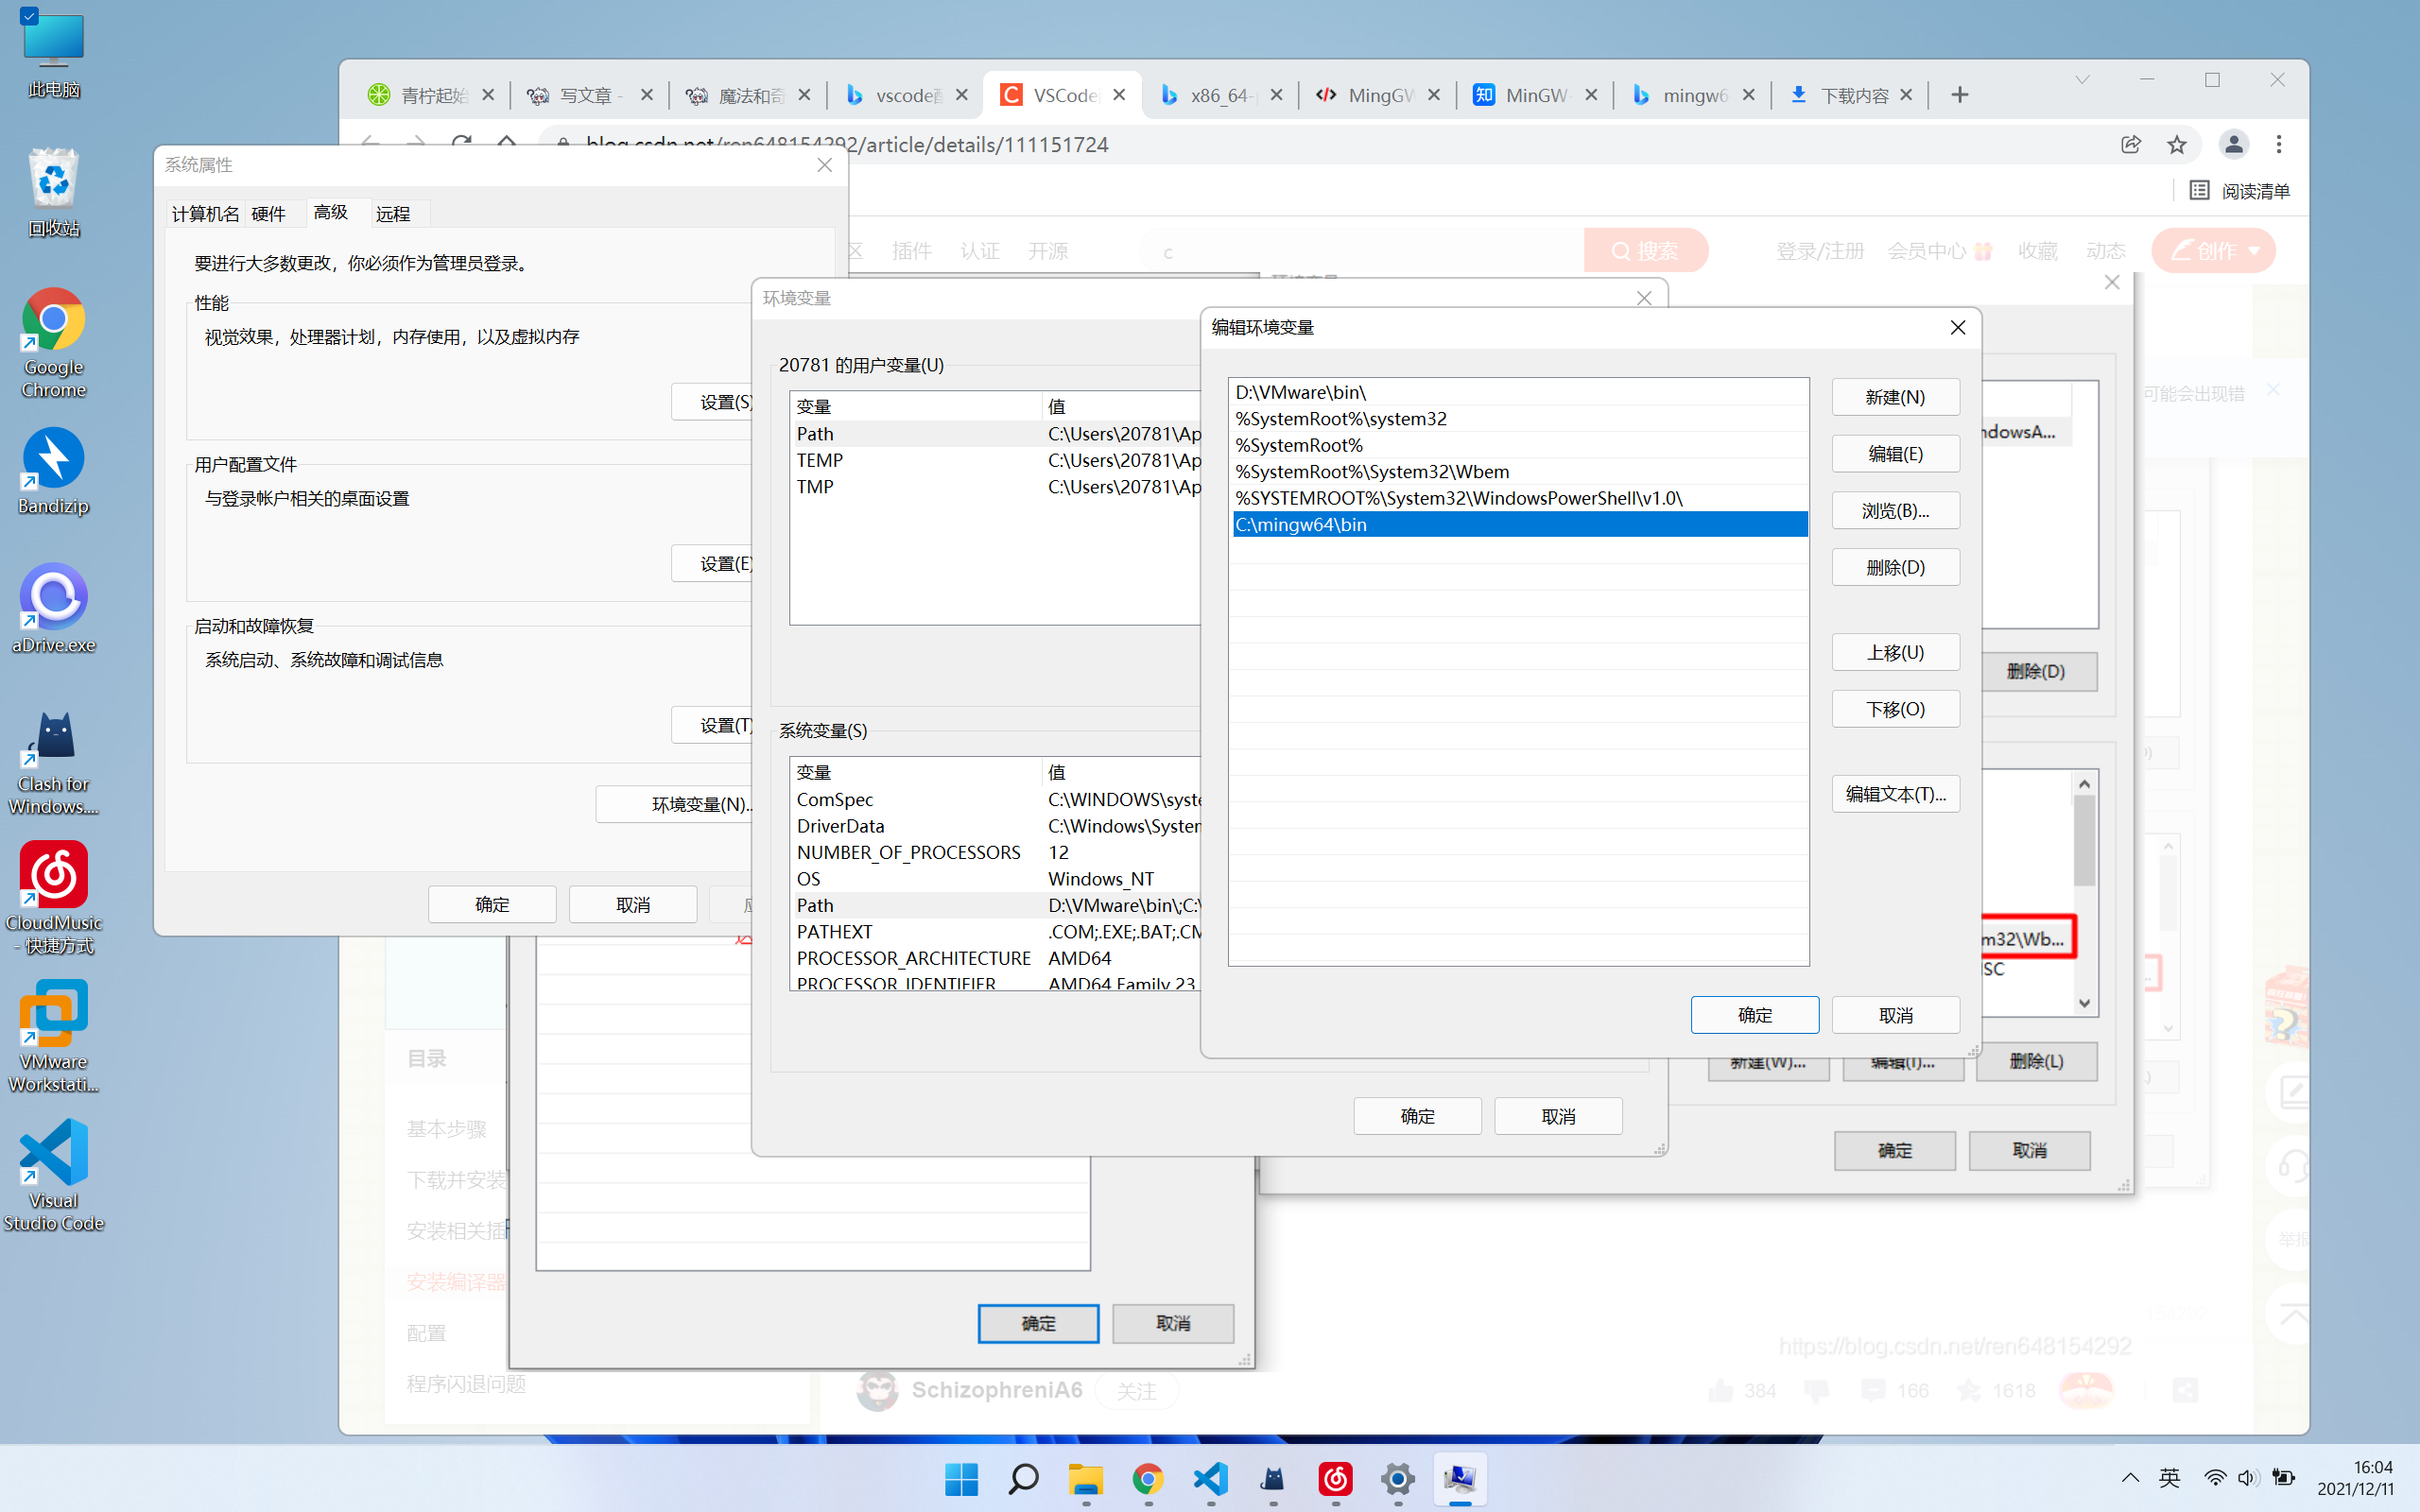 此电脑
回收站
Google
Chrome
Bandizip
aDrive.exe
Clash for
Windows....
CloudMusic
- 快捷方式
VMware
Workstati...
Visual
Studio Code
青柠起始
写文章 -
魔法和奇
vscode配
VSCode
x86_64-
MingGW
MinGW-
mingw6
下载内容
blog.csdn.net/ren648154292/article/details/111151724
阅读清单
区
插件
认证
开源
c
搜索
登录/注册
会员中心
收藏
动态
创作
可能会出现错
系统属性
计算机名
硬件
高级
远程
要进行大多数更改，你必须作为管理员登录。
性能
视觉效果，处理器计划，内存使用，以及虚拟内存
设置(S)
用户配置文件
与登录帐户相关的桌面设置
设置(E)
启动和故障恢复
系统启动、系统故障和调试信息
设置(T)
环境变量(N)..
确定
取消
环境变量
20781 的用户变量(U)
变量
值
Path
C:\Users\20781\Ap
TEMP
C:\Users\20781\Ap
TMP
C:\Users\20781\Ap
系统变量(S)
变量
值
ComSpec
C:\WINDOWS\syste
DriverData
C:\Windows\System
NUMBER_OF_PROCESSORS
12
OS
Windows_NT
Path
D:\VMware\bin\;C:\
PATHEXT
.COM;.EXE;.BAT;.CM
PROCESSOR_ARCHITECTURE
AMD64
PROCESSOR_IDENTIFIER
AMD64 Family 23
确定
取消
编辑环境变量
D:\VMware\bin\
%SystemRoot%\system32
%SystemRoot%
%SystemRoot%\System32\Wbem
%SYSTEMROOT%\System32\WindowsPowerShell\v1.0\
C:\mingw64\bin
新建(N)
编辑(E)
浏览(B)...
删除(D)
上移(U)
下移(O)
编辑文本(T)...
确定
取消
ndowsA...
删除(D)
m32\Wb...
SC
新建(W)...
编辑(I)...
删除(L)
确定
取消
目录
基本步骤
下载并安装
安装相关插
安装编译器
配置
程序闪退问题
确定
取消
https://blog.csdn.net/ren648154292
SchizophreniA6
关注
384
166
1618
举报
英
16:04
2021/12/11